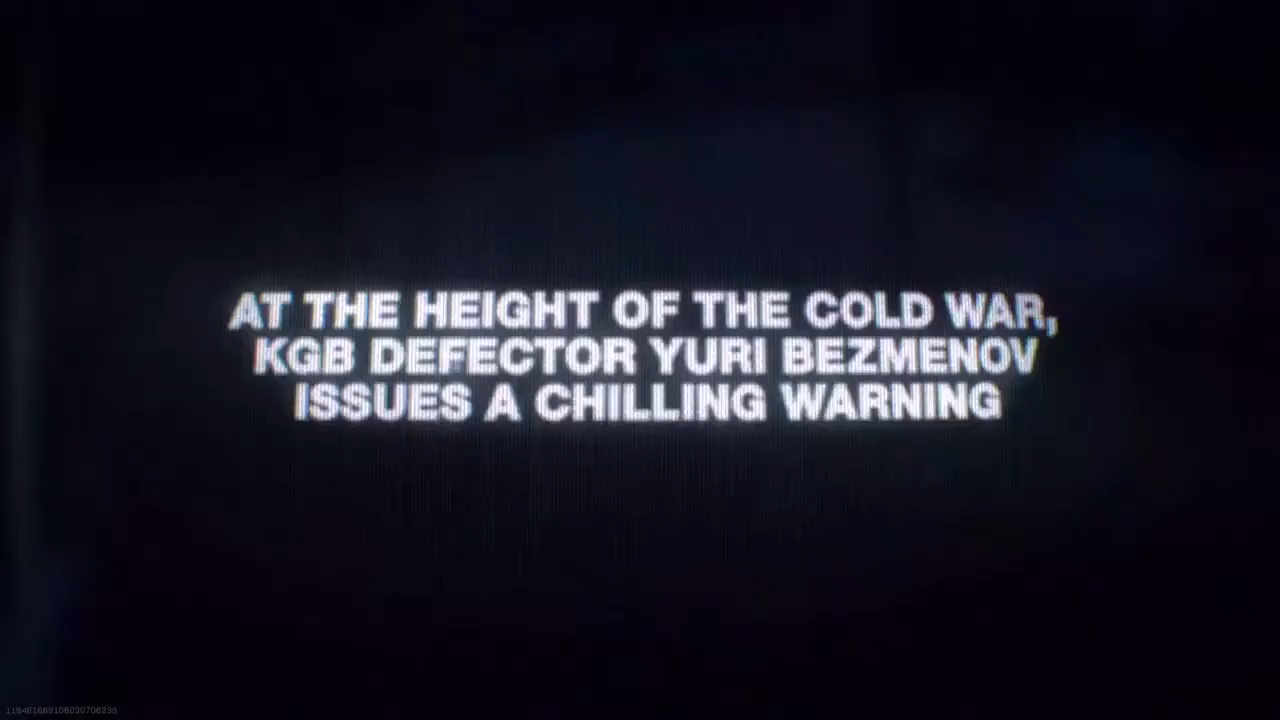 AT THE HEIGHT OF THE COLD WAR,
KGB DEFECTOR YURI BEZMENOV
ISSUES A CHILLING WARNING